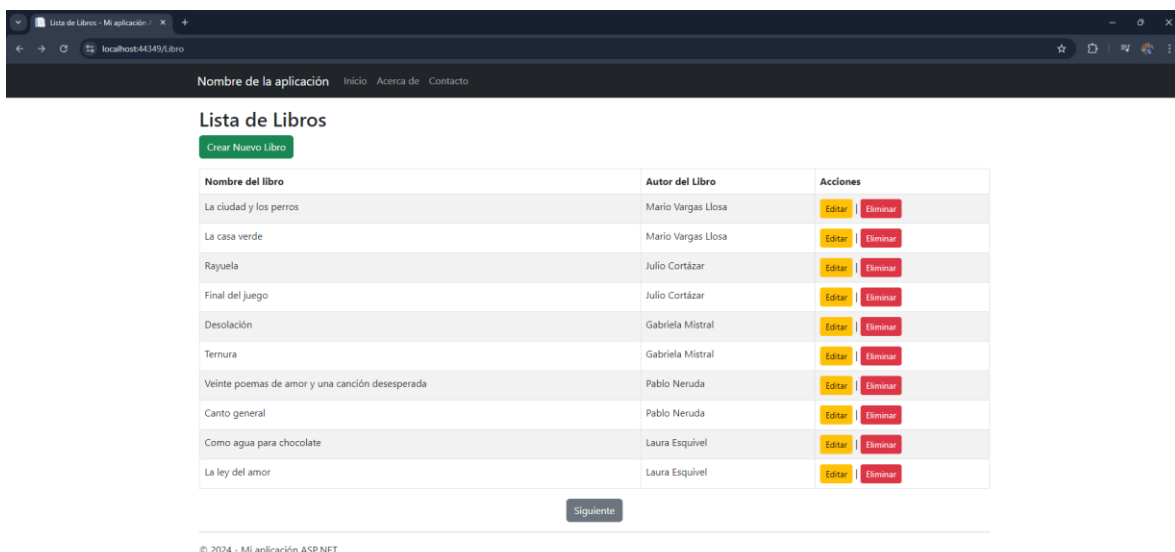 Lista de Libros - Mi aplicación /
localhost:44349/Libro
Nombre de la aplicación Inicio Acerca de Contacto
Lista de Libros
Crear Nuevo Libro
Nombre del libro Autor del Libro Acciones
La ciudad y los perros Mario Vargas Llosa Editar | Eliminar
La casa verde Mario Vargas Llosa Editar | Eliminar
Rayuela Julio Cortázar Editar | Eliminar
Final del juego Julio Cortázar Editar | Eliminar
Desolación Gabriela Mistral Editar | Eliminar
Ternura Gabriela Mistral Editar | Eliminar
Veinte poemas de amor y una canción desesperada Pablo Neruda Editar | Eliminar
Canto general Pablo Neruda Editar | Eliminar
Como agua para chocolate Laura Esquivel Editar | Eliminar
La ley del amor Laura Esquivel Editar | Eliminar
Siguiente
© 2024 - Mi aplicación ASP.NET